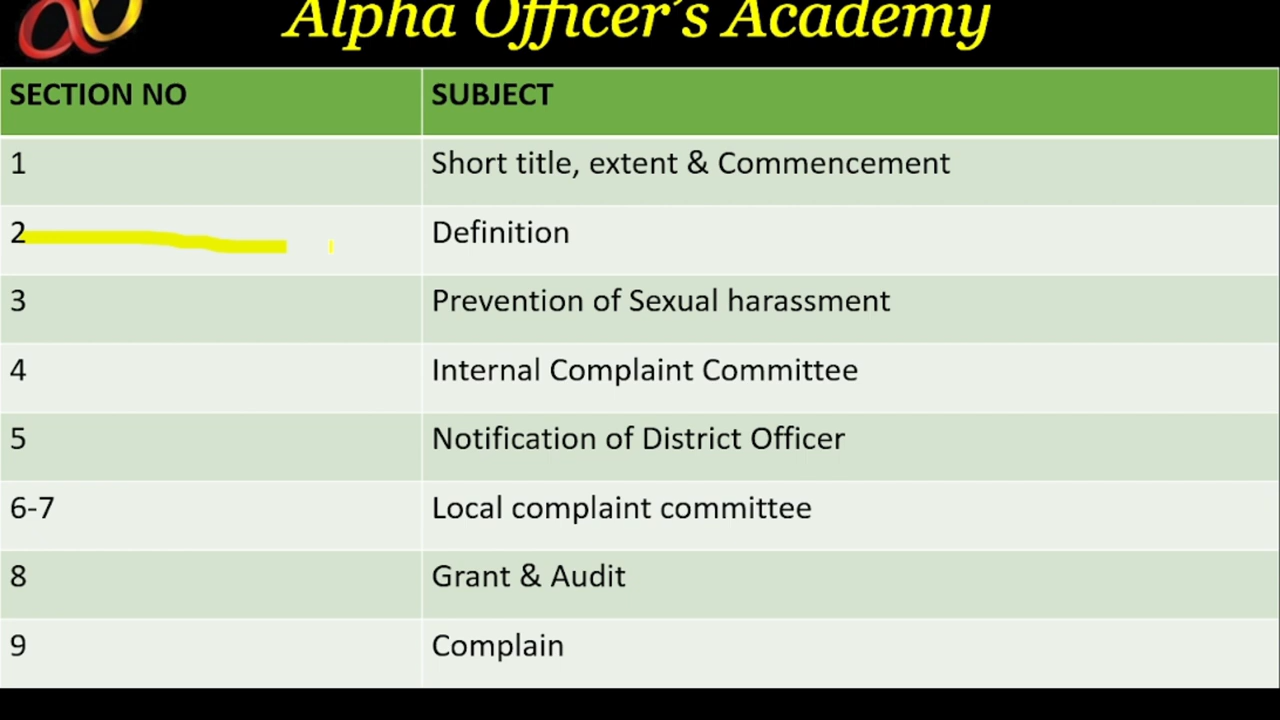 Alpha Officer's Academy
SECTION NO SUBJECT
1 Short title, extent & Commencement
2 Definition
3 Prevention of Sexual harassment
4 Internal Complaint Committee
5 Notification of District Officer
6-7 Local complaint committee
8 Grant & Audit
9 Complain